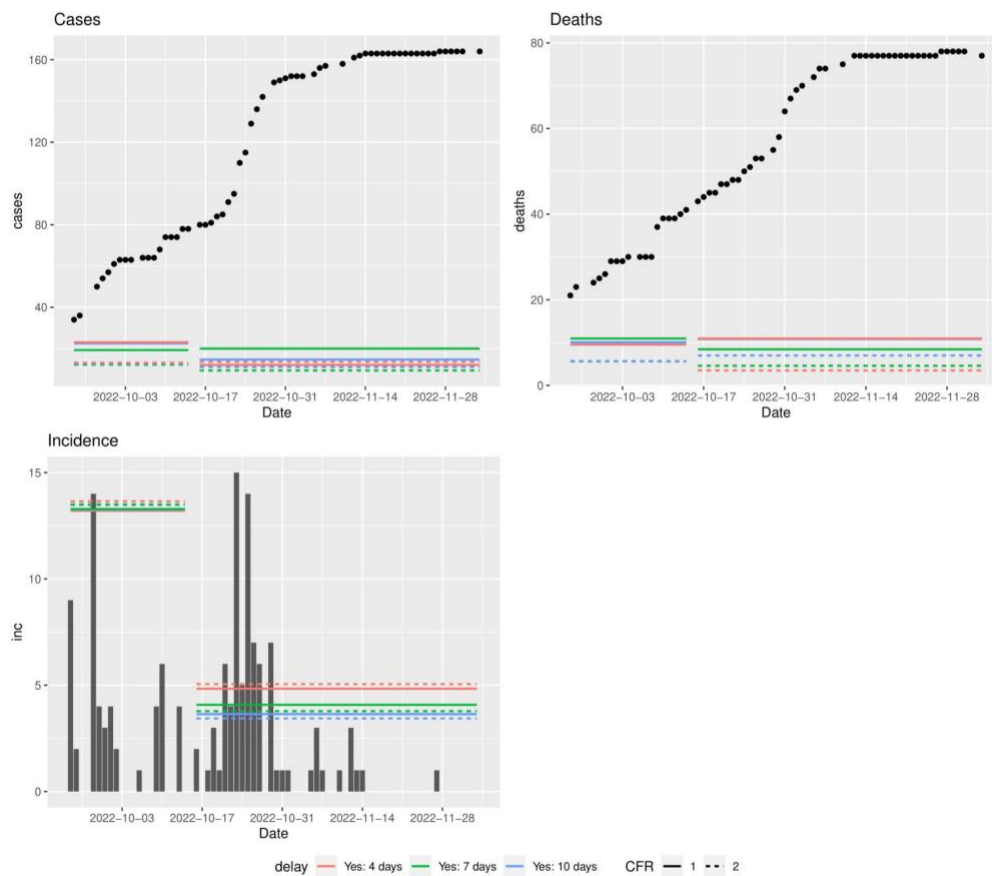 Cases
160
120
80
40
cases
2022-10-03 2022-10-17 2022-10-31 2022-11-14 2022-11-28
Date
Deaths
80
60
40
20
0
deaths
2022-10-03 2022-10-17 2022-10-31 2022-11-14 2022-11-28
Date
Incidence
15
10
5
0
inc
2022-10-03 2022-10-17 2022-10-31 2022-11-14 2022-11-28
Date
delay Yes: 4 days Yes: 7 days Yes: 10 days CFR 1 2